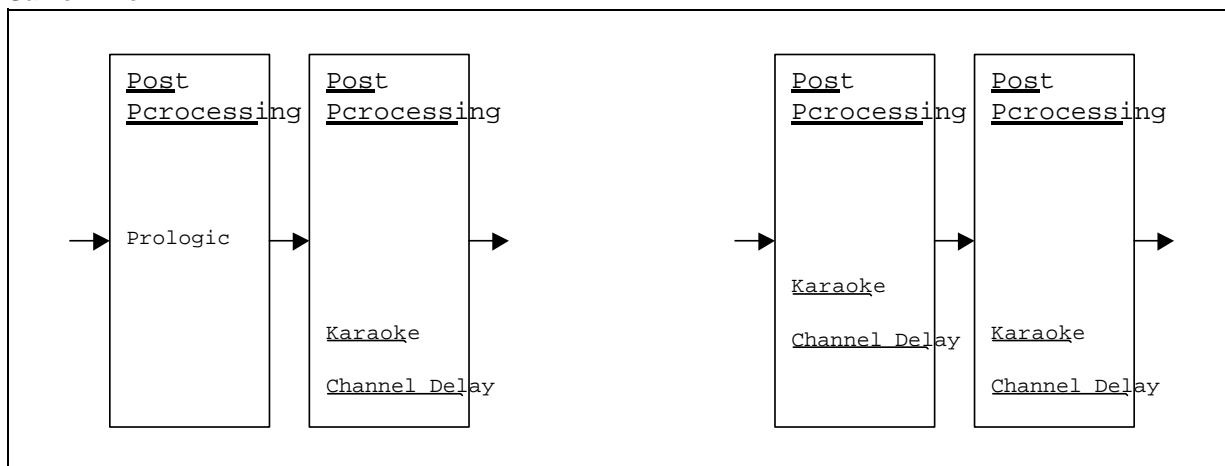 Post
Pcrocessing
Prologic
Post
Pcrocessing
Karaoke
Channel Delay
Post
Pcrocessing
Karaoke
Channel Delay
Post
Pcrocessing
Karaoke
Channel Delay